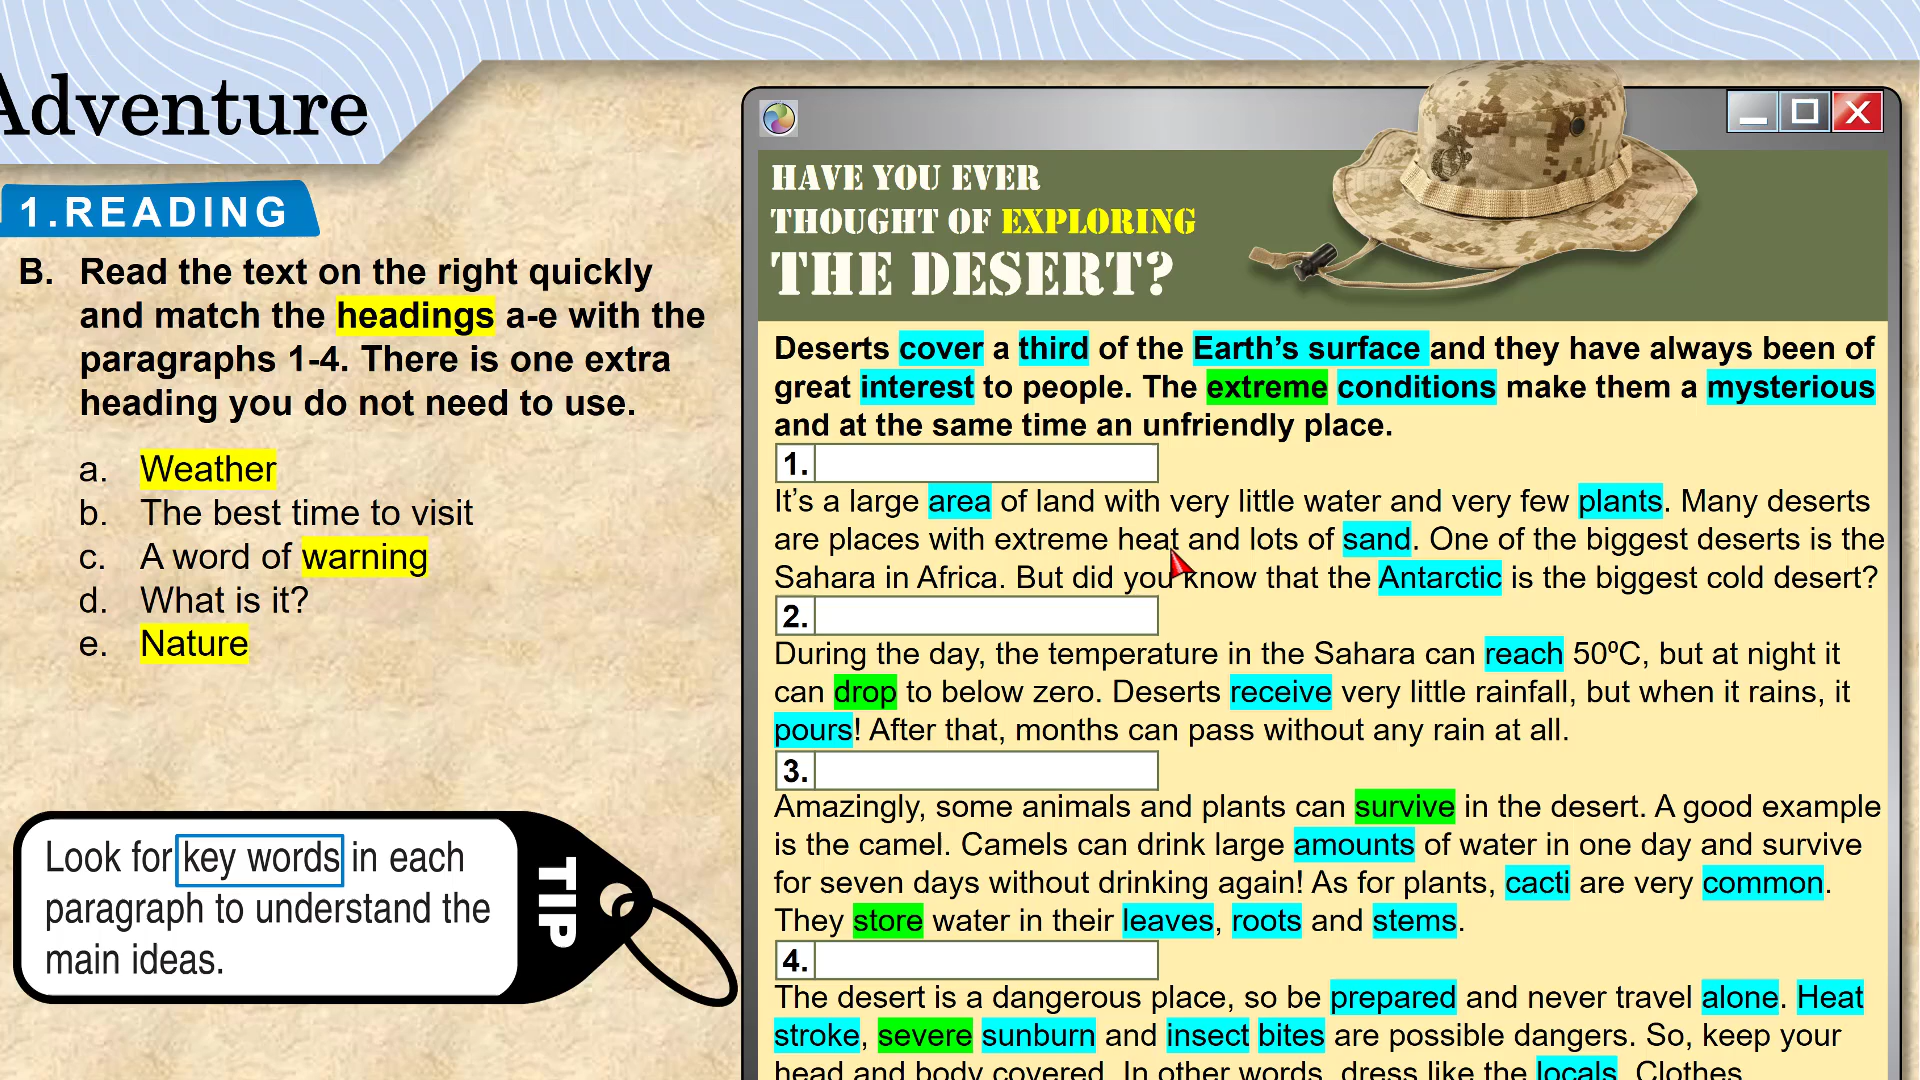 Adventure
1.READING
B. Read the text on the right quickly
and match the headings a-e with the
paragraphs 1-4. There is one extra
heading you do not need to use.
a. Weather
b. The best time to visit
c. A word of warning
d. What is it?
e. Nature
Look for key words in each
paragraph to understand the
main ideas.
TIP
HAVE YOU EVER
THOUGHT OF EXPLORING
THE DESERT?
Deserts cover a third of the Earth’s surface and they have always been of
great interest to people. The extreme conditions make them a mysterious
and at the same time an unfriendly place.
1.
It’s a large area of land with very little water and very few plants. Many deserts
are places with extreme heat and lots of sand. One of the biggest deserts is the
Sahara in Africa. But did you know that the Antarctic is the biggest cold desert?
2.
During the day, the temperature in the Sahara can reach 50ºC, but at night it
can drop to below zero. Deserts receive very little rainfall, but when it rains, it
pours! After that, months can pass without any rain at all.
3.
Amazingly, some animals and plants can survive in the desert. A good example
is the camel. Camels can drink large amounts of water in one day and survive
for seven days without drinking again! As for plants, cacti are very common.
They store water in their leaves, roots and stems.
4.
The desert is a dangerous place, so be prepared and never travel alone. Heat
stroke, severe sunburn and insect bites are possible dangers. So, keep your
head and body covered. In other words, dress like the locals. Clothes